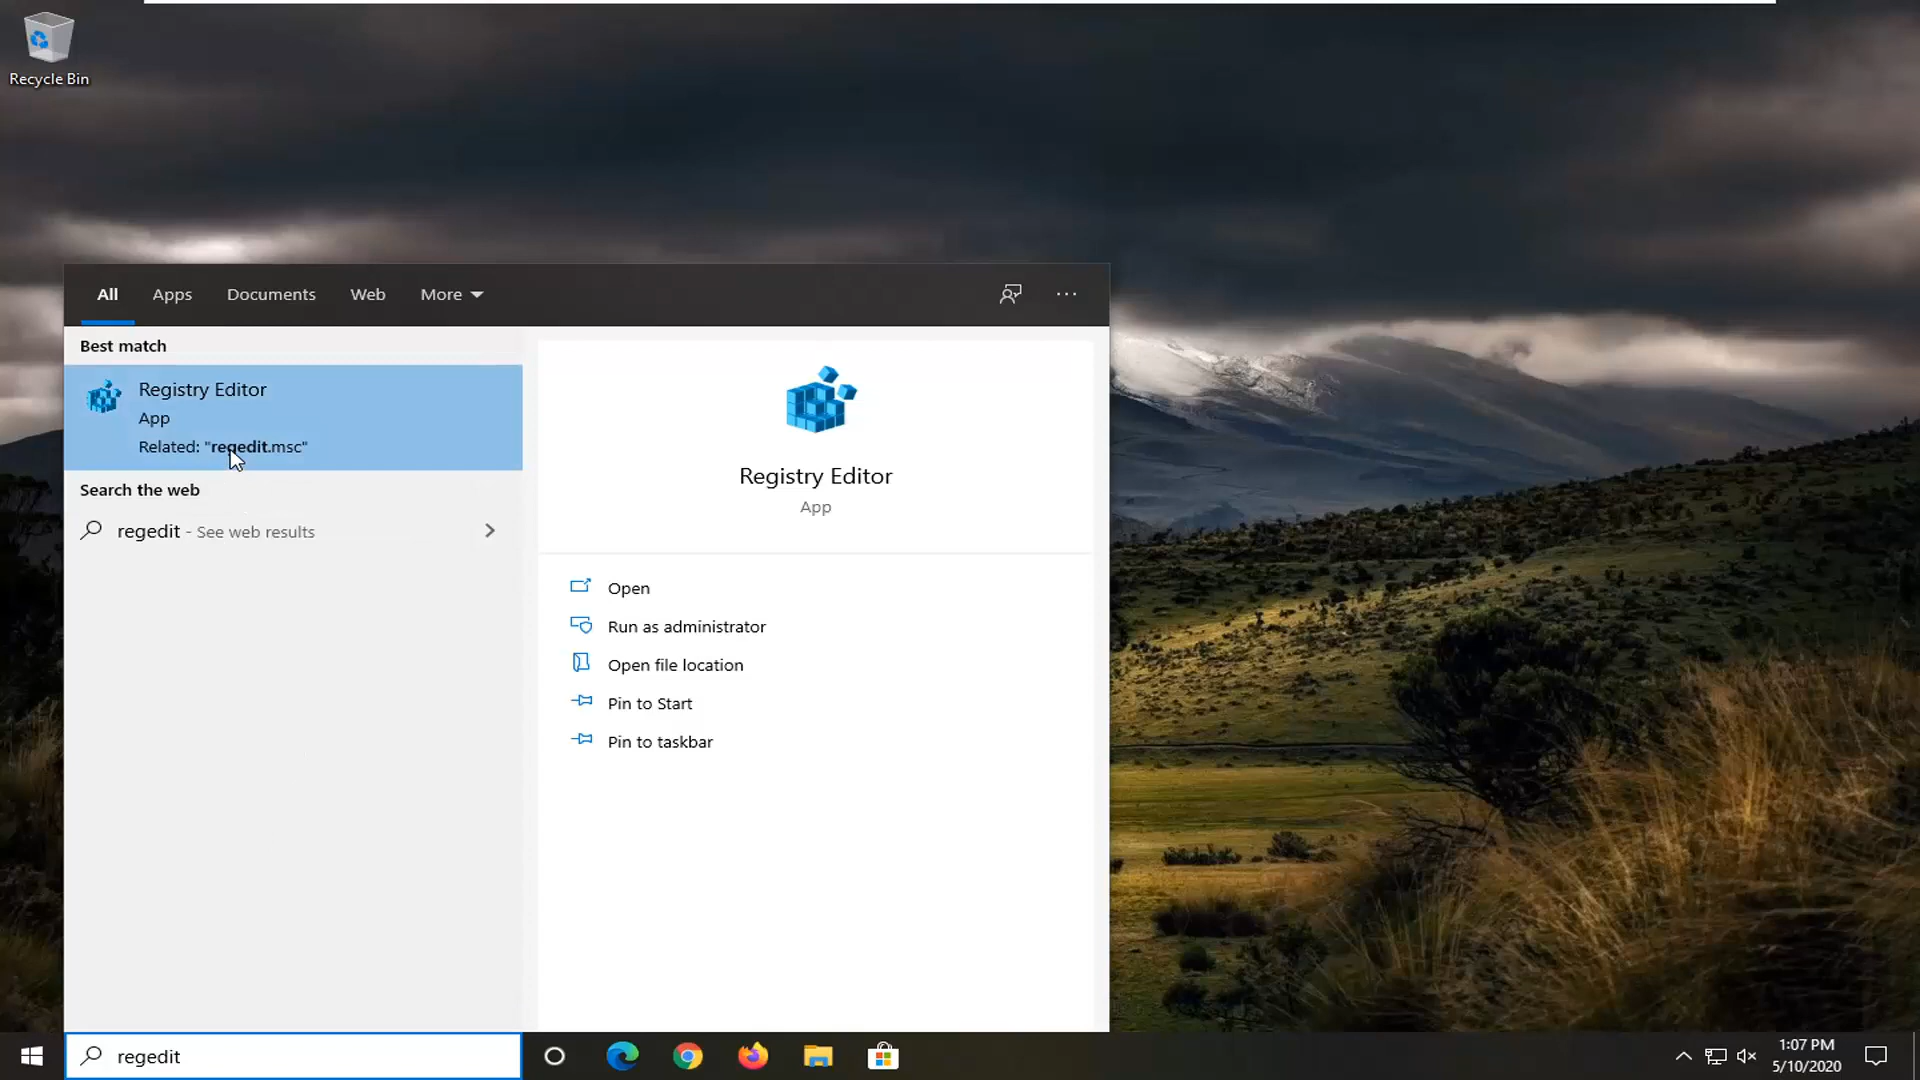 Recycle Bin
All Apps Documents Web More
Best match
Registry Editor
App
Related: "regedit.msc"
Search the web
regedit - See web results
Registry Editor
App
Open
Run as administrator
Open file location
Pin to Start
Pin to taskbar
regedit
1:07 PM
5/10/2020